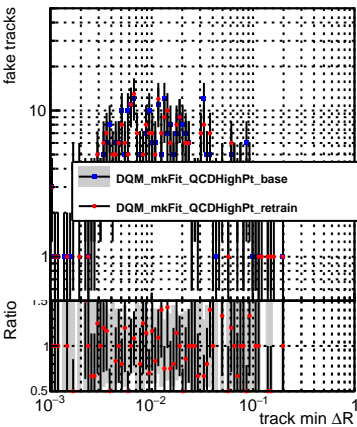 fake tracks
10
DQM_mkFit_QCDHighPt_base
DQM_mkFit_QCDHighPt_retrain
1
1.5
Ratio
1
0.5
10⁻³ 10⁻² 10⁻¹ 1
track min ΔR